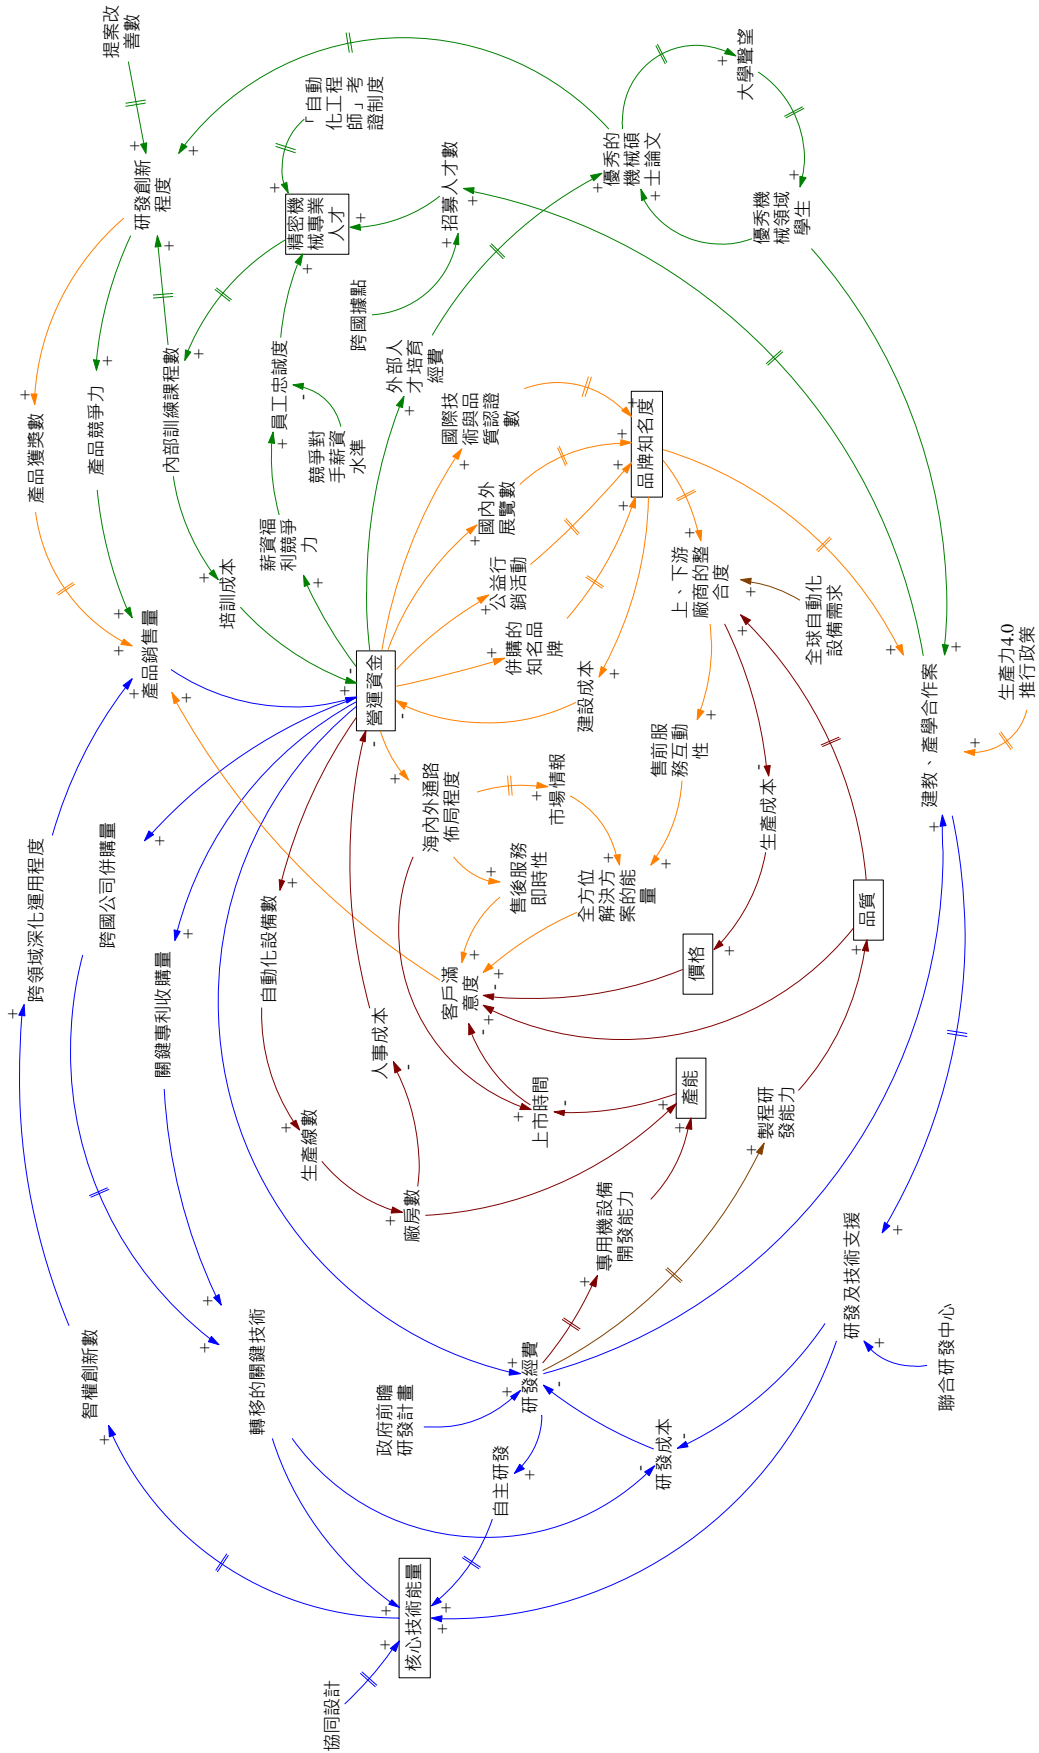 提案改
善數
研發創新
程度
「自動
化工程
師」考
證制度
大學聲望
優秀的
機械碩
士論文
優秀機
械領域
學生
招募人才數
精密機
械專業
人才
跨國據點
外部人
才培育
經費
員工忠誠度
競爭對
手薪資
水準
內部訓練課程數
產品競爭力
產品獲獎數
薪資福
利競爭
力
培訓成本
產品銷售量
營運資金
國際技
術與品
質認證
數
國內外
展覽數
公益行
銷活動
併購的
知名品
牌
品牌知名度
建設成本
上、下游
廠商的整
合度
全球自動化
設備需求
生產力4.0
推行政策
建教、產學合作案
售前服
務互動
性
生產成本
市場情報
海內外通路
佈局程度
售後服務
即時性
全方位
解決方
案的能
量
客戶滿
意度
價格
品質
產能
上市時間
製程研
發能力
專用機設備
開發能力
人事成本
自動化設備數
生產線數
廠房數
跨領域深化運用程度
跨國公司併購量
關鍵專利收購量
智權創新數
轉移的關鍵技術
政府前瞻
研發計畫
研發經費
自主研發
研發成本
研發及技術支援
聯合研發中心
核心技術能量
協同設計